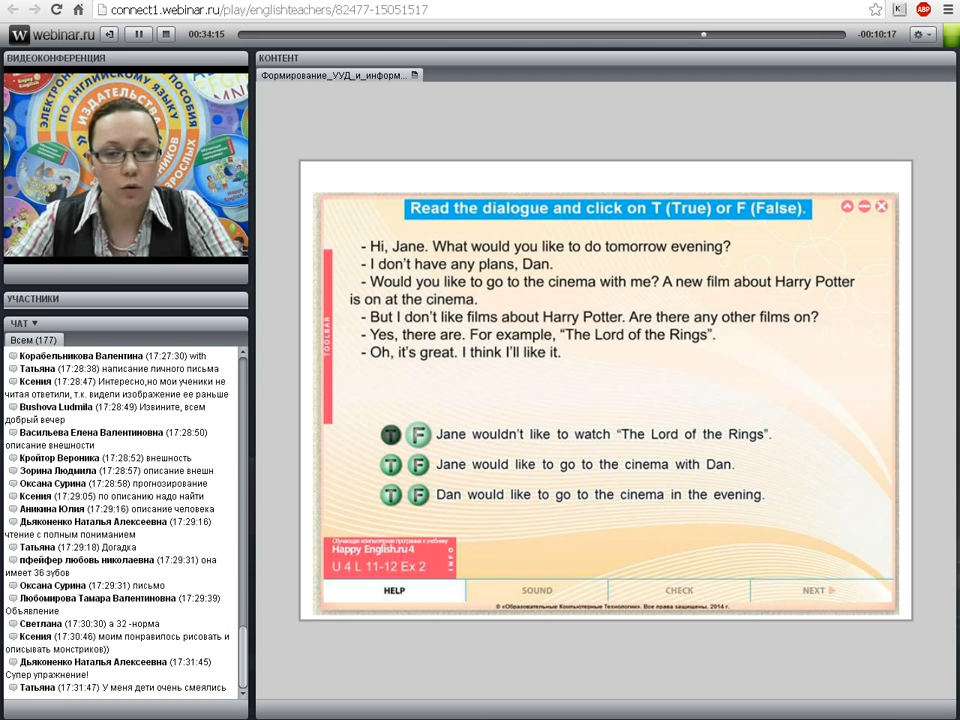 connect1.webinar.ru/play/englishteachers/82477-15051517
webinar.ru 00:34:15 -00:10:17
ВИДЕОКОНФЕРЕНЦИЯ
ЭЛЕКТРОН
ПО АНГЛИЙСКОМУ ЯЗЫКУ
ПОСОБИЯ
ИЗДАТЕЛЬСТВА
УЧАСТНИКИ
ЧАТ
Всем (177)
Корабельникова Валентина (17:27:30) with
Татьяна (17:28:38) написание личного письма
Ксения (17:28:47) Интересно,но мои ученики не
читая ответили, т.к. видели изображение ее раньше
Bushova Ludmila (17:28:49) Извините, всем
добрый вечер
Васильева Елена Валентиновна (17:28:50)
описание внешности
Кройтор Вероника (17:28:52) внешность
Зорина Людмила (17:28:57) описание внешн
Оксана Сурина (17:28:58) прогнозирование
Ксения (17:29:05) по описанию надо найти
Аникина Юлия (17:29:16) описание человека
Дьяконенко Наталья Алексеевна (17:29:16)
чтение с полным пониманием
Татьяна (17:29:18) Догадка
пфейфер любовь николаевна (17:29:31) она
имеет 36 зубов
Оксана Сурина (17:29:31) письмо
Любомирова Тамара Валентиновна (17:29:39)
Объявление
Светлана (17:30:30) а 32 -норма
Ксения (17:30:46) моим понравилось рисовать и
описывать монстриков))
Дьяконенко Наталья Алексеевна (17:31:45)
Супер упражнение!
Татьяна (17:31:47) У меня дети очень смеялись
КОНТЕНТ
Формирование_УУД_и_информ...
Read the dialogue and click on T (True) or F (False).
TOOLBAR
- Hi, Jane. What would you like to do tomorrow evening?
- I don't have any plans, Dan.
- Would you like to go to the cinema with me? A new film about Harry Potter
is on at the cinema.
- But I don't like films about Harry Potter. Are there any other films on?
- Yes, there are. For example, “The Lord of the Rings”.
- Oh, it's great. I think I'll like it.
T F Jane wouldn't like to watch “The Lord of the Rings”.
T F Jane would like to go to the cinema with Dan.
T F Dan would like to go to the cinema in the evening.
Обучающая компьютерная программа к учебнику
Happy English.ru 4
U 4 L 11-12 Ex 2
INFO
HELP SOUND CHECK NEXT
© «Образовательные Компьютерные Технологии». Все права защищены, 2014 г.